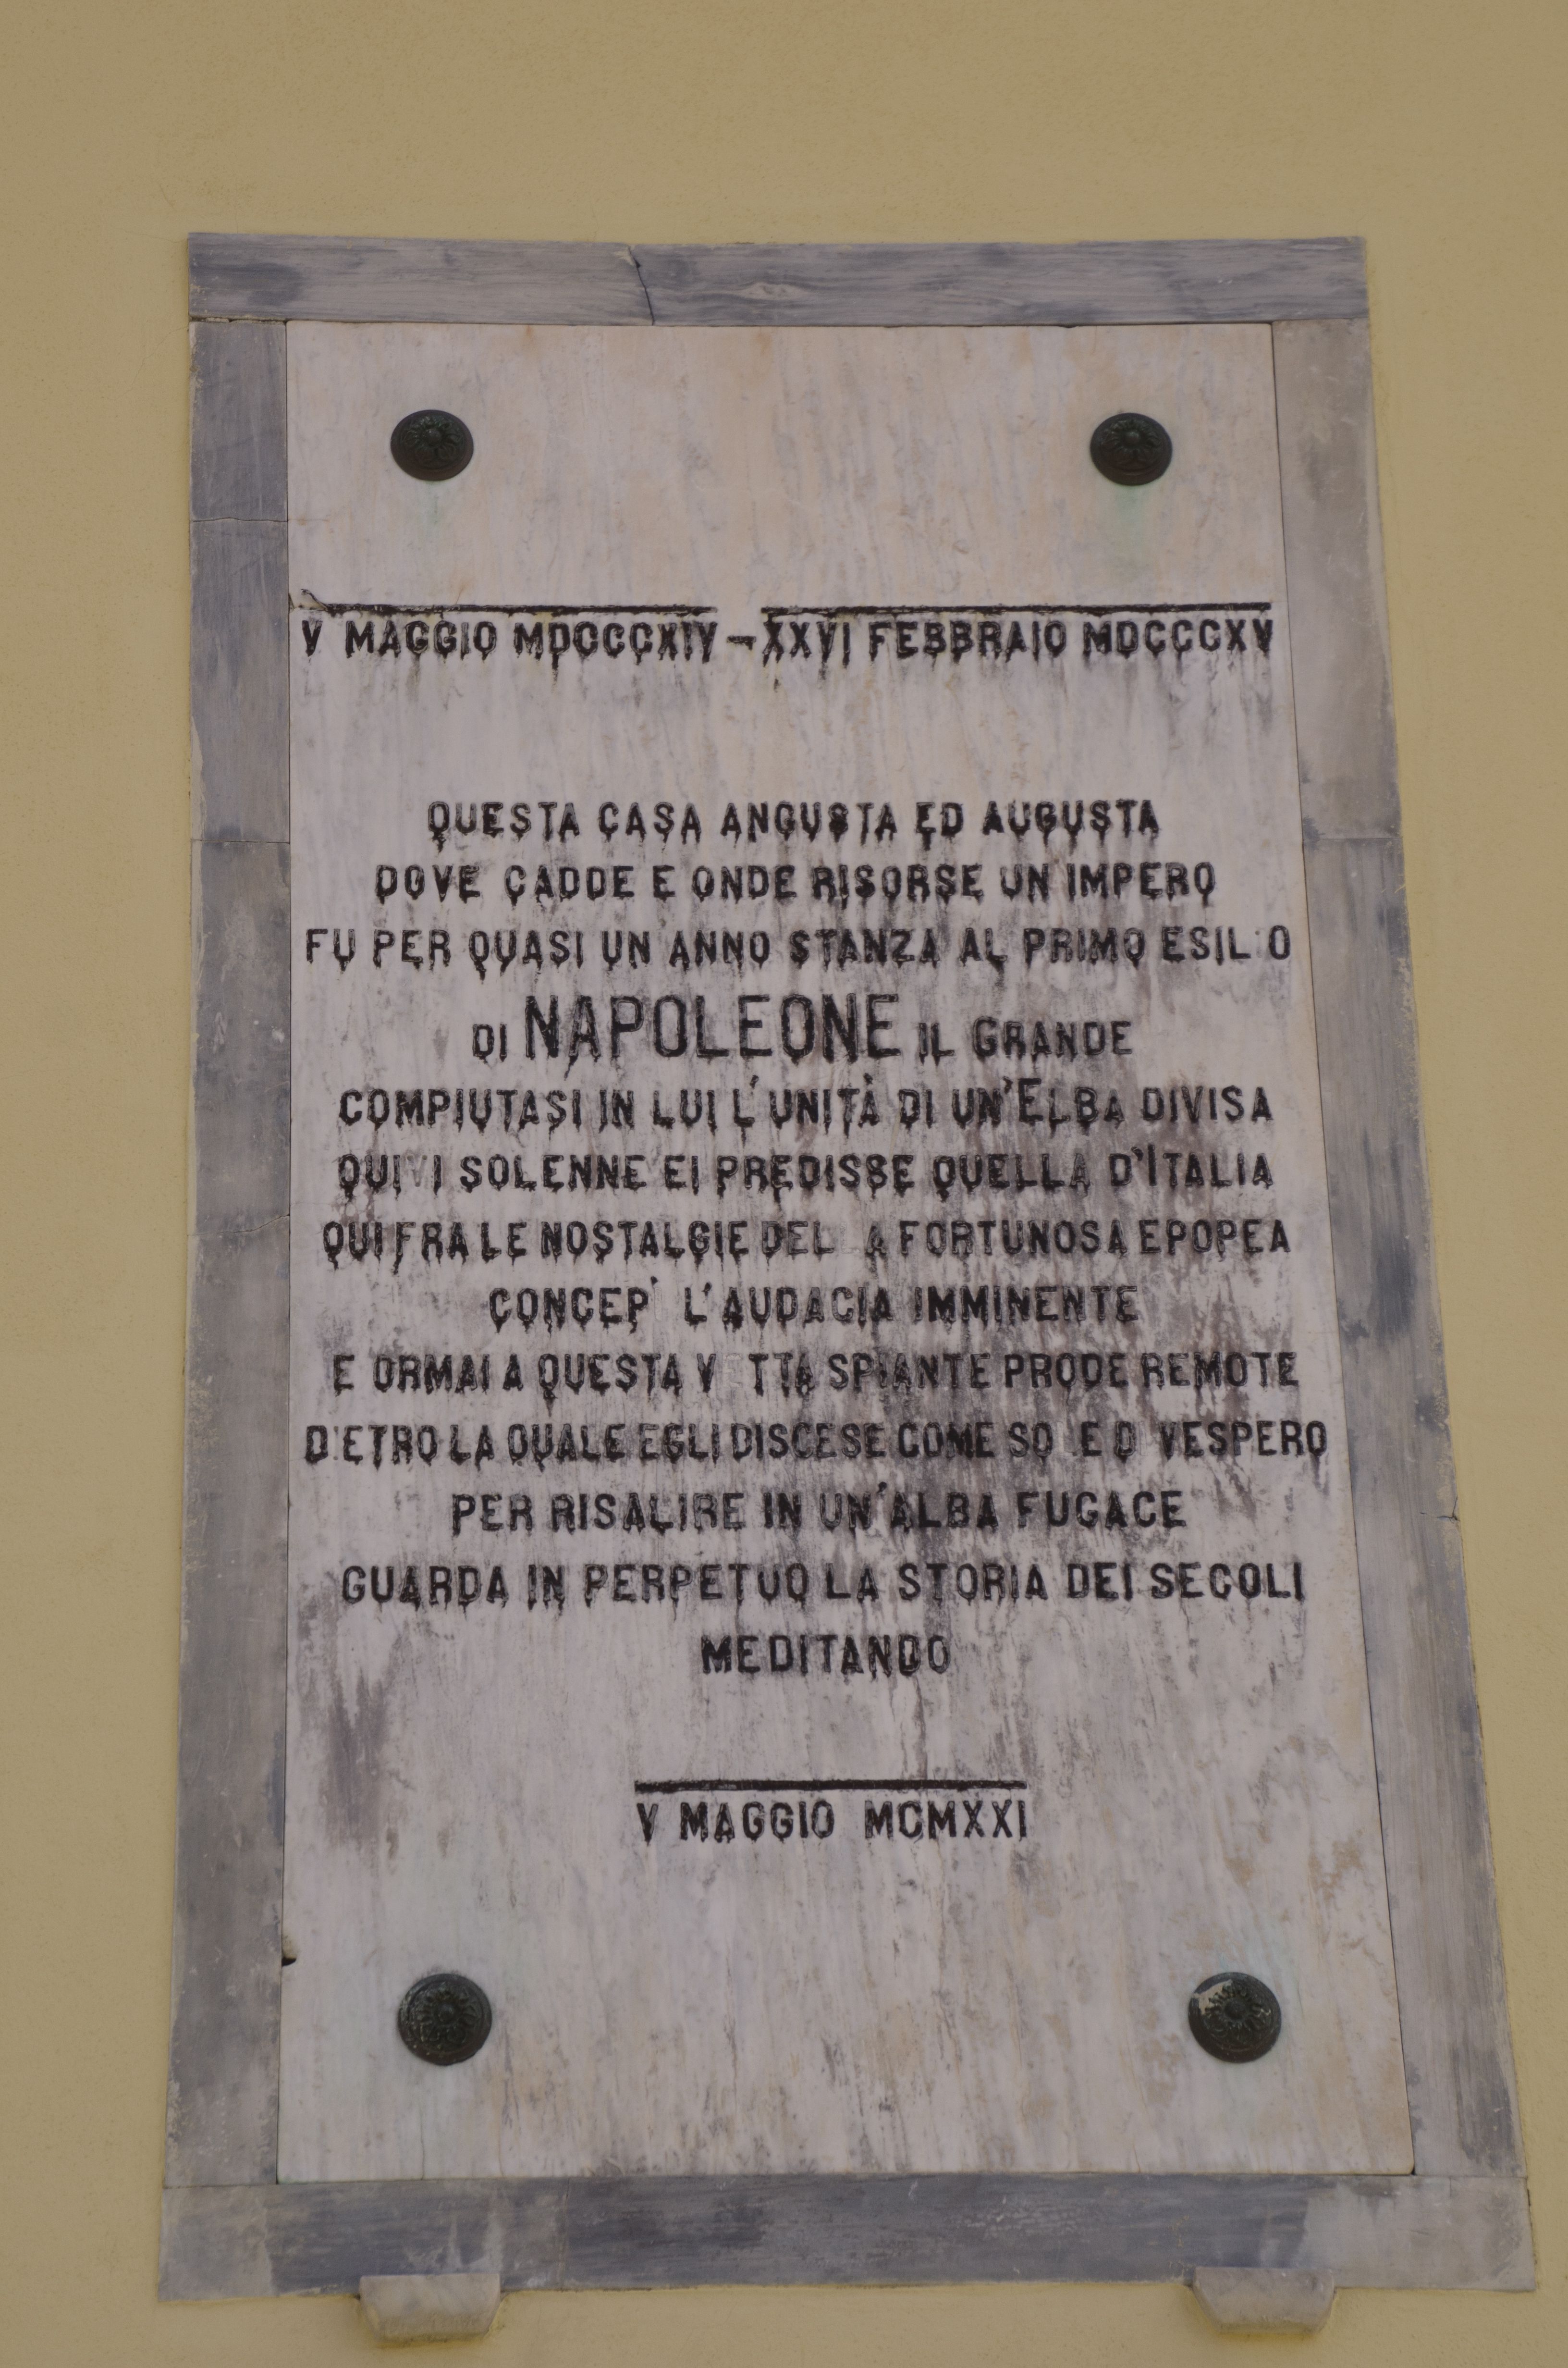 V MAGGIO MDCCCXIV – XXVI FEBBRAIO MDCCCXV
QUESTA CASA ANGUSTA ED AUGUSTA
DOVE CADDE E ONDE RISORSE UN IMPERO
FU PER QUASI UN ANNO STANZA AL PRIMO ESILIO
DI NAPOLEONE IL GRANDE
COMPIUTASI IN LUI L'UNITÀ DI UN'ELBA DIVISA
QUIVI SOLENNE EI PREDISSE QUELLA D'ITALIA
QUI FRA LE NOSTALGIE DELLA FORTUNOSA EPOPEA
CONCEPÌ L'AUDACIA IMMINENTE
E ORMAI A QUESTA VETTA SPIANTE PRODE REMOTE
DIETRO LA QUALE EGLI DISCESE COME SOLE DI VESPERO
PER RISALIRE IN UN'ALBA FUGACE
GUARDA IN PERPETUO LA STORIA DEI SECOLI
MEDITANDO
V MAGGIO MCMXXI